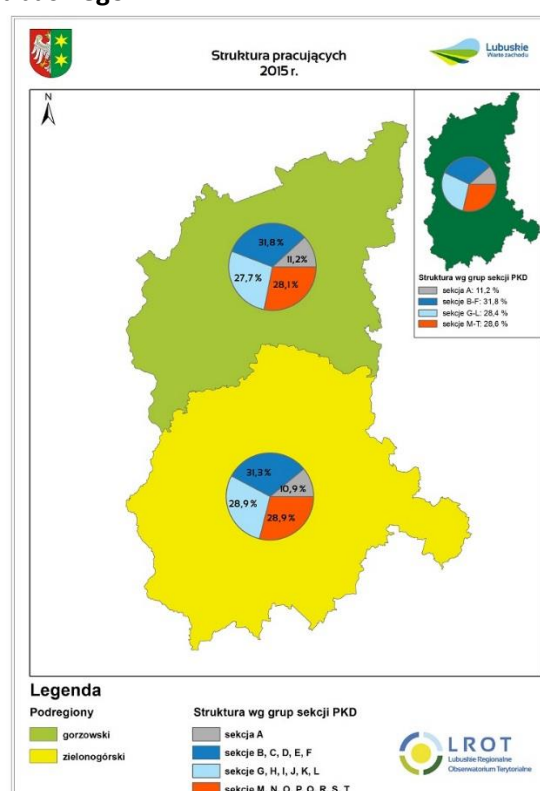 Struktura pracujących
2015 r.
Lubuskie
Warte zachodu
N
31,8 %
11,2%
27,7 %
28,1 %
Struktura wg grup sekcji PKD
sekcja A: 11,2 %
sekcje B-F: 31,8 %
sekcje G-L: 28,4 %
sekcje M-T: 28,6 %
31,3 %
10,9 %
28,9 %
28,9 %
Legenda
Podregiony
gorzowski
zielonogórski
Struktura wg grup sekcji PKD
sekcja A
sekcje B, C, D, E, F
sekcje G, H, I, J, K, L
sekcje M, N, O, P, Q, R, S, T
LROT
Lubuskie Regionalne
Obserwatorium Terytorialne